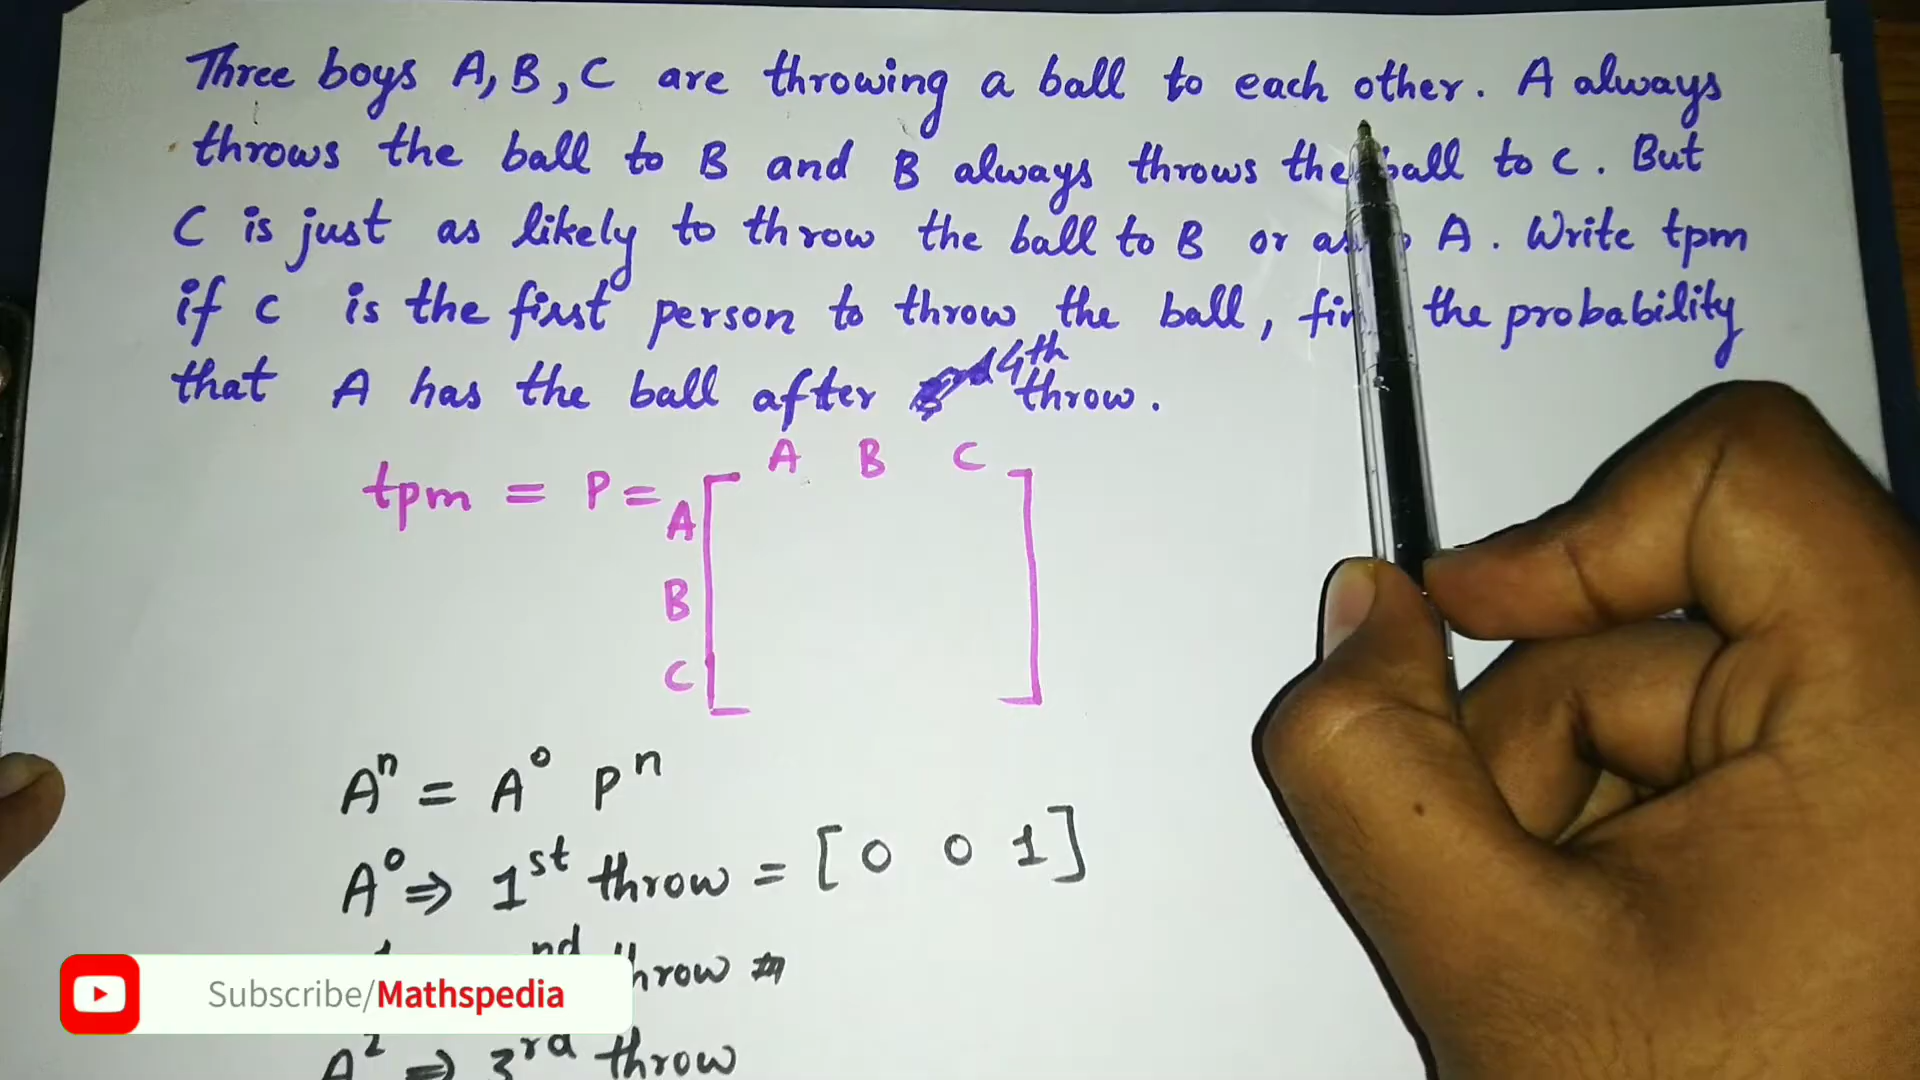 Three boys A, B, C are throwing a ball to each other. A always
throws the ball to B and B always throws the ball to C. But
C is just as likely to throw the ball to B or as A. Write tpm
if C is the first person to throw the ball, the probability
that A has the ball after 4th throw.
A B C
tpm = P =
A
B
C
Aⁿ = A⁰ Pⁿ
A⁰ ⇒ 1st throw = [0 0 1]
nd throw =
Subscribe/Mathspedia
A² ⇒ 3rd throw